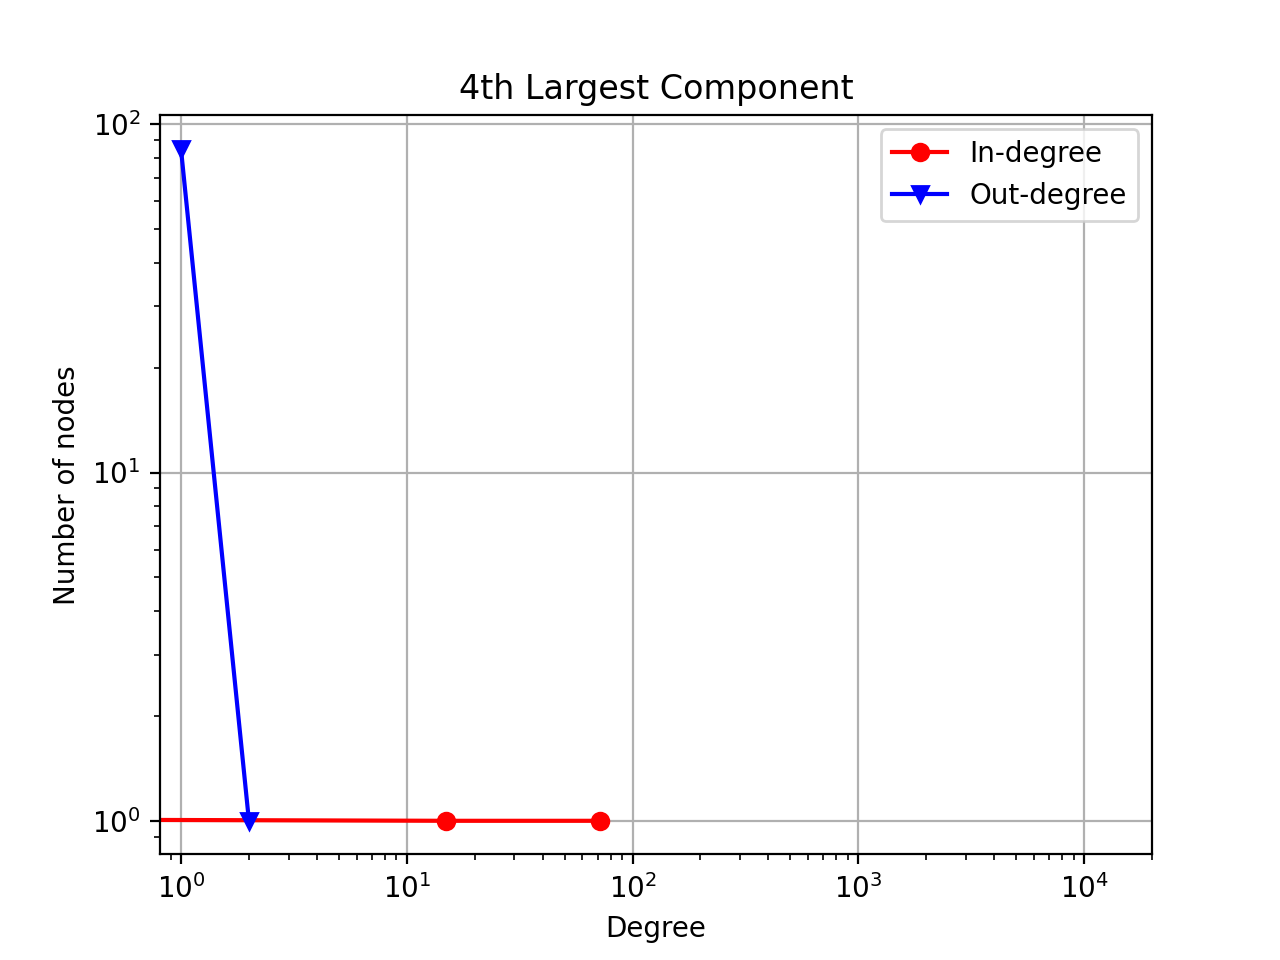 4th Largest Component
In-degree
Out-degree
Number of nodes
10²
10¹
10⁰
10⁰ 10¹ 10² 10³ 10⁴
Degree